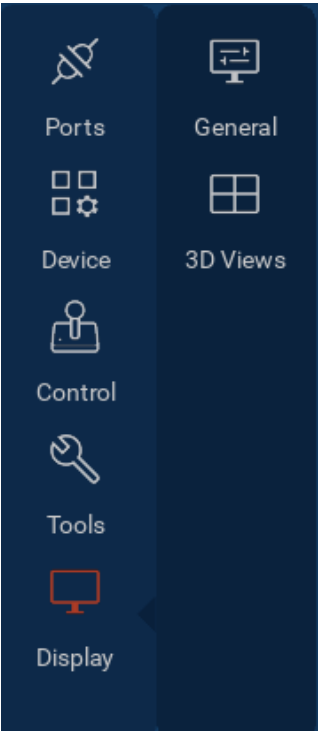 Ports
Device
Control
Tools
Display
General
3D Views